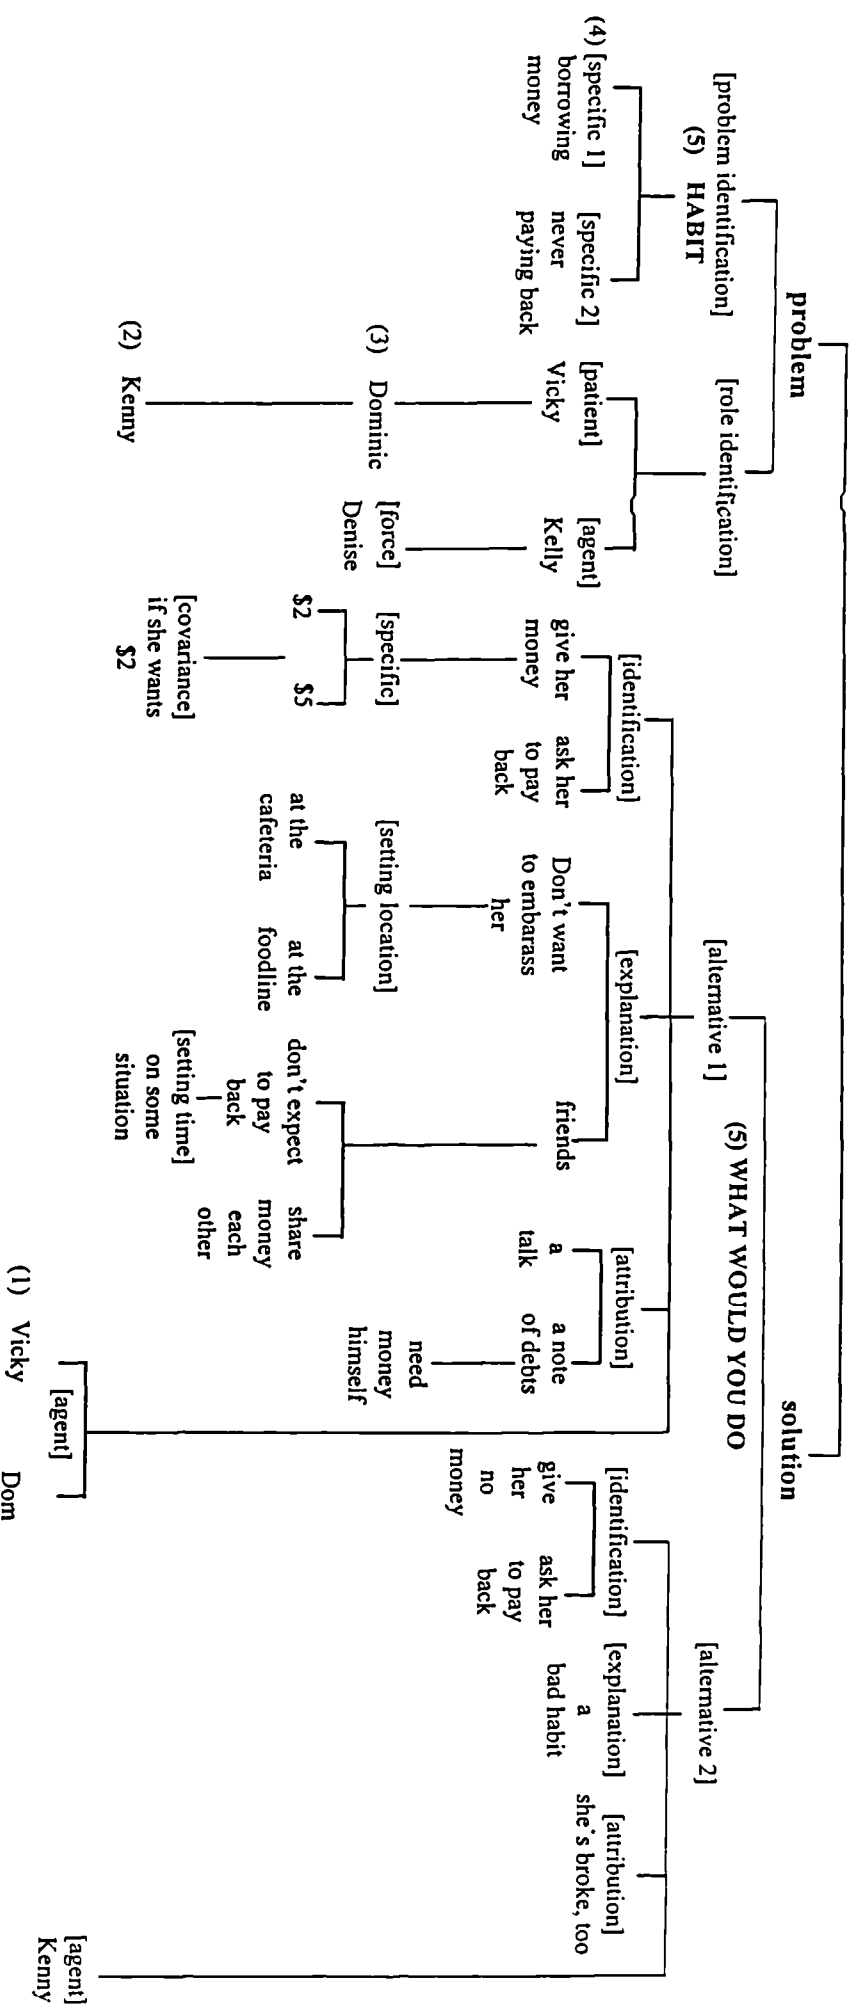 problem
solution
[problem identification]
(5) HABIT
[role identification]
[alternative 1]
(5) WHAT WOULD YOU DO
[alternative 2]
(4) [specific 1]
borrowing
money
[specific 2]
never
paying back
[patient]
Vicky
[agent]
Kelly
(3) Dominic
[force]
Denise
(2) Kenny
[identification]
give her
money
ask her
to pay
back
[specific]
$2
$5
[covariance]
if she wants
$2
[explanation]
Don't want
to embarass
her
friends
[setting location]
at the
cafeteria
at the
foodline
don't expect
to pay
back
[setting time]
on some
situation
share
money
each
other
[attribution]
a
talk
a note
of debts
need
money
himself
[agent]
(1) Vicky
Dom
[identification]
give
her
no
money
ask her
to pay
back
[explanation]
a
bad habit
[attribution]
she's broke, too
[agent]
Kenny